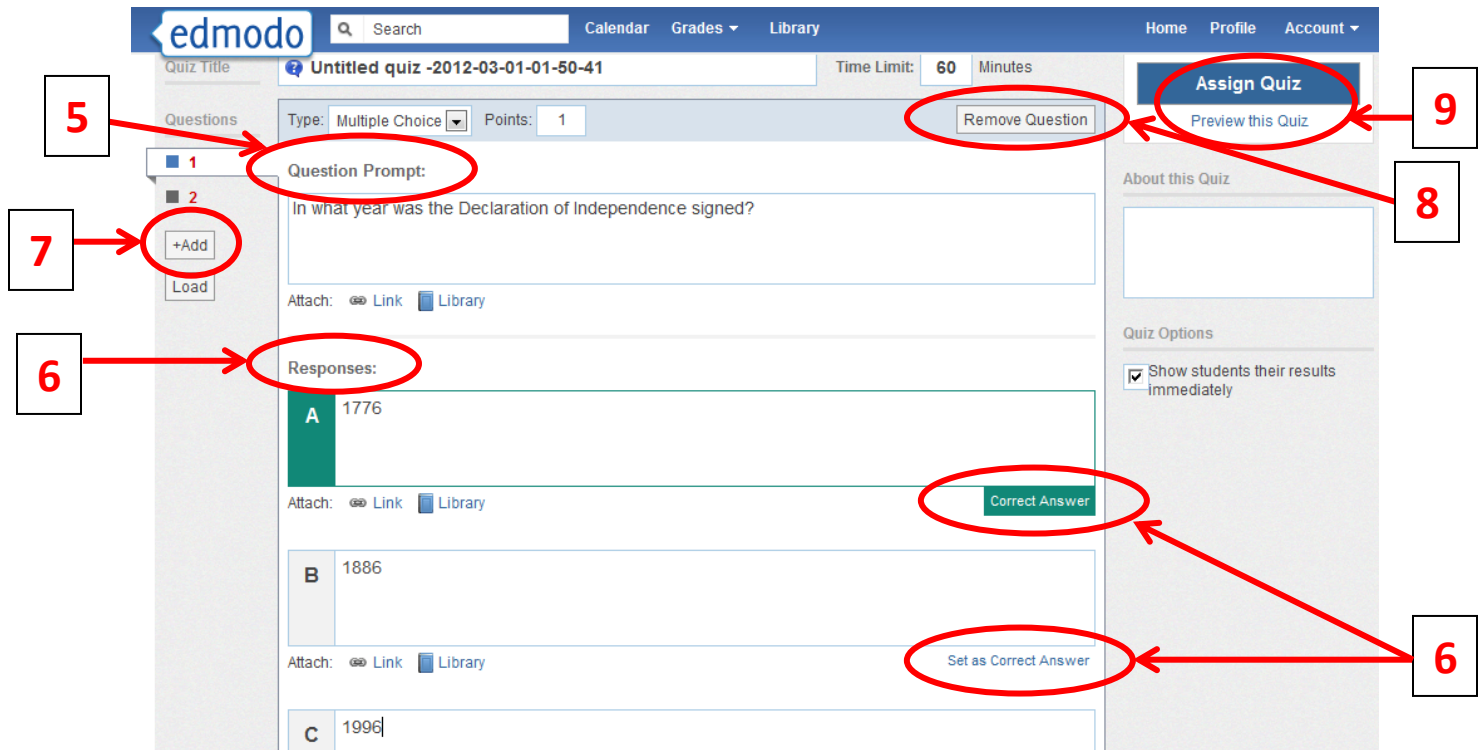 edmodo Search Calendar Grades Library Home Profile Account
Quiz Title Untitled quiz -2012-03-01-01-50-41 Time Limit: 60 Minutes
Assign Quiz
Preview this Quiz
9
5
Questions
Type: Multiple Choice Points: 1 Remove Question
8
1
2
+Add
Load
7
Question Prompt:
In what year was the Declaration of Independence signed?
Attach: Link Library
About this Quiz
Quiz Options
Show students their results
immediately
6
Responses:
A 1776
Attach: Link Library Correct Answer
B 1886
Attach: Link Library Set as Correct Answer
6
C 1996